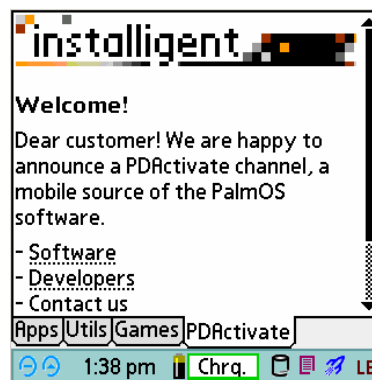 installigent
Welcome!
Dear customer! We are happy to
announce a PDActivate channel, a
mobile source of the PalmOS
software.
- Software
- Developers
- Contact us
Apps Utils Games PDActivate
1:38 pm Chrg. LE